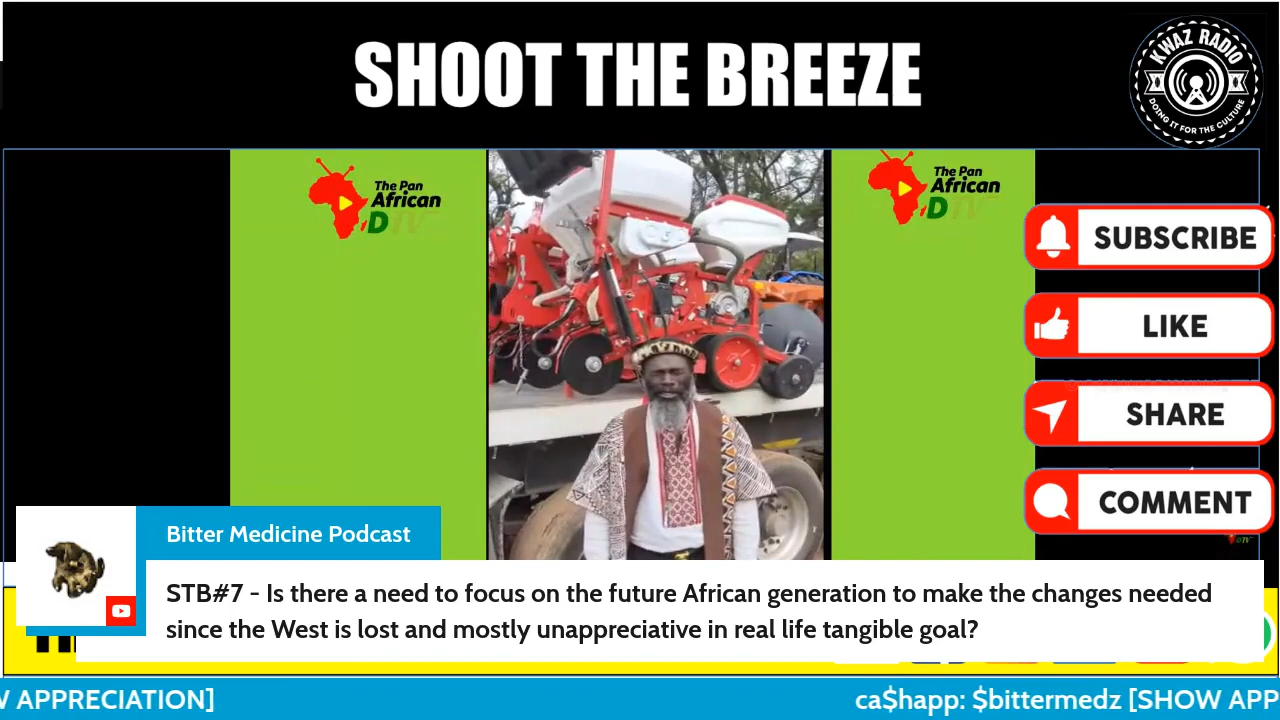 SHOOT THE BREEZE
KWAZ RADIO
DOING IT FOR THE CULTURE
The Pan
African
DTV
The Pan
African
DTV
SUBSCRIBE
LIKE
SHARE
COMMENT
Bitter Medicine Podcast
STB#7 - Is there a need to focus on the future African generation to make the changes needed
since the West is lost and mostly unappreciative in real life tangible goal?
W APPRECIATION] ca$happ: $bittermedz [SHOW APP